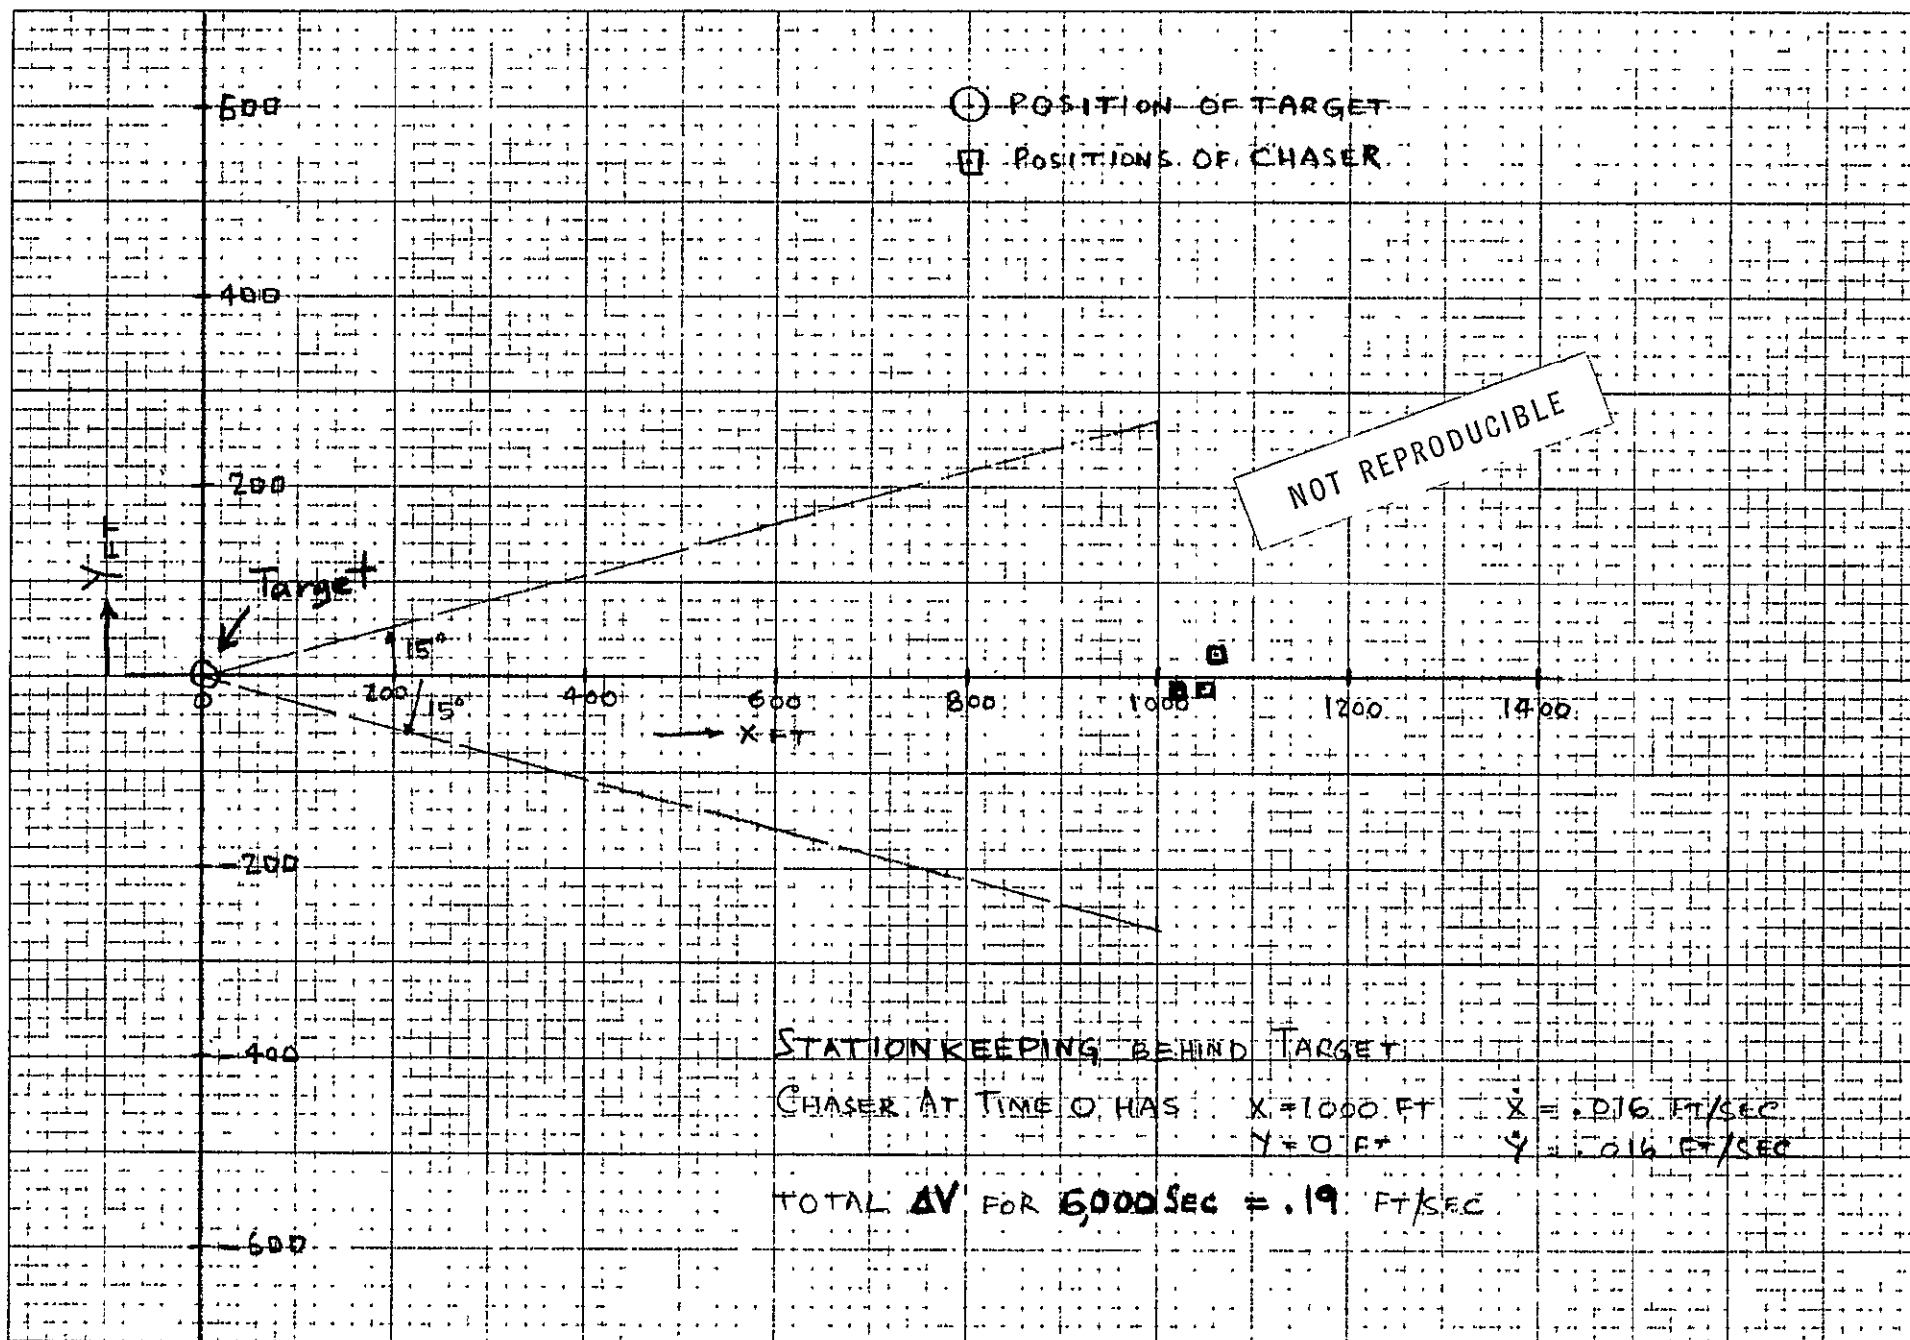 600
⊙ POSITION OF TARGET
⊡ POSITIONS OF CHASER
400
NOT REPRODUCIBLE
200
Y FT
Target
15°
0 200 400 600 800 1000 1200 1400
15°
X FT
-200
-400
STATIONKEEPING BEHIND TARGET
CHASER AT TIME 0 HAS X = 1000 FT Ẋ = .016 FT/SEC
Y = 0 FT Ẏ = .016 FT/SEC
TOTAL ΔV FOR 6,000 SEC = .19 FT/SEC
-600